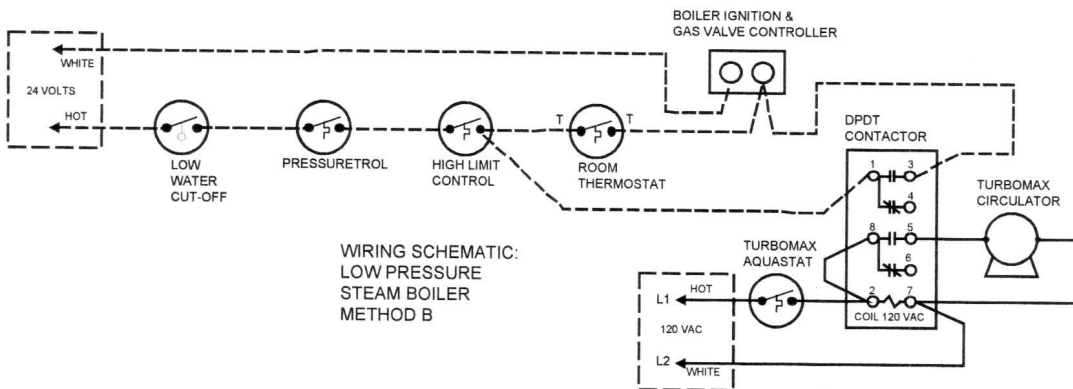 BOILER IGNITION &
GAS VALVE CONTROLLER
WHITE
24 VOLTS
HOT
LOW
WATER
CUT-OFF
PRESSURETROL
HIGH LIMIT
CONTROL
T
T
ROOM
THERMOSTAT
DPDT
CONTACTOR
1
3
4
8
5
6
2
7
COIL 120 VAC
TURBOMAX
CIRCULATOR
TURBOMAX
AQUASTAT
WIRING SCHEMATIC:
LOW PRESSURE
STEAM BOILER
METHOD B
L1
HOT
120 VAC
L2
WHITE